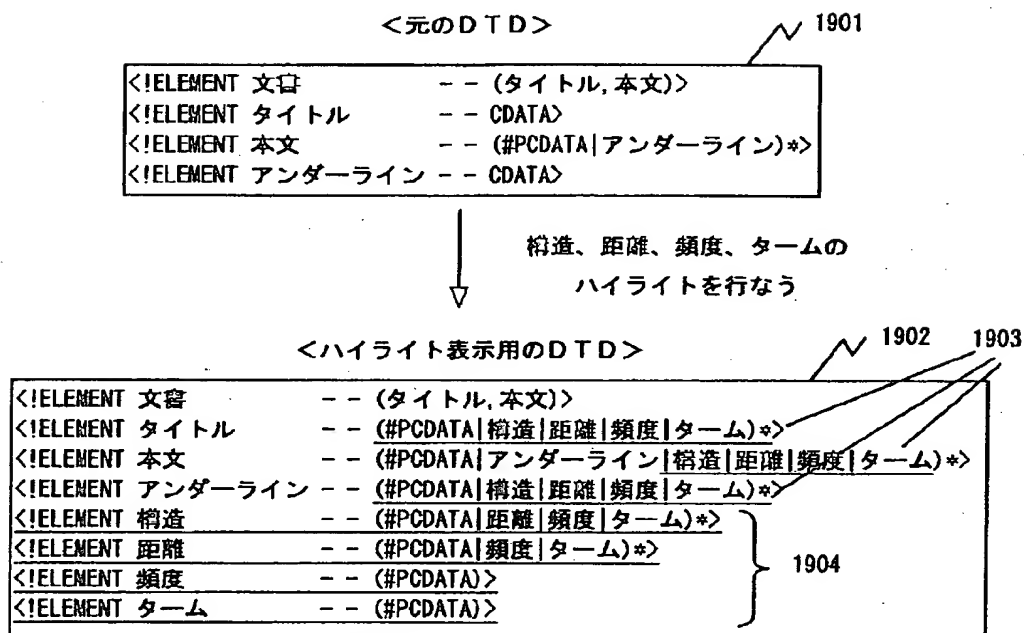 <元のDTD>
1901
<!ELEMENT 文書 - - (タイトル,本文)>
<!ELEMENT タイトル - - CDATA>
<!ELEMENT 本文 - - (#PCDATA|アンダーライン)*>
<!ELEMENT アンダーライン - - CDATA>
構造、距離、頻度、タームの
ハイライトを行なう
<ハイライト表示用のDTD>
1902
1903
<!ELEMENT 文書 - - (タイトル,本文)>
<!ELEMENT タイトル - - (#PCDATA|構造|距離|頻度|ターム)*>
<!ELEMENT 本文 - - (#PCDATA|アンダーライン|構造|距離|頻度|ターム)*>
<!ELEMENT アンダーライン - - (#PCDATA|構造|距離|頻度|ターム)*>
<!ELEMENT 構造 - - (#PCDATA|距離|頻度|ターム)*>
<!ELEMENT 距離 - - (#PCDATA|頻度|ターム)*>
<!ELEMENT 頻度 - - (#PCDATA)>
<!ELEMENT ターム - - (#PCDATA)>
1904